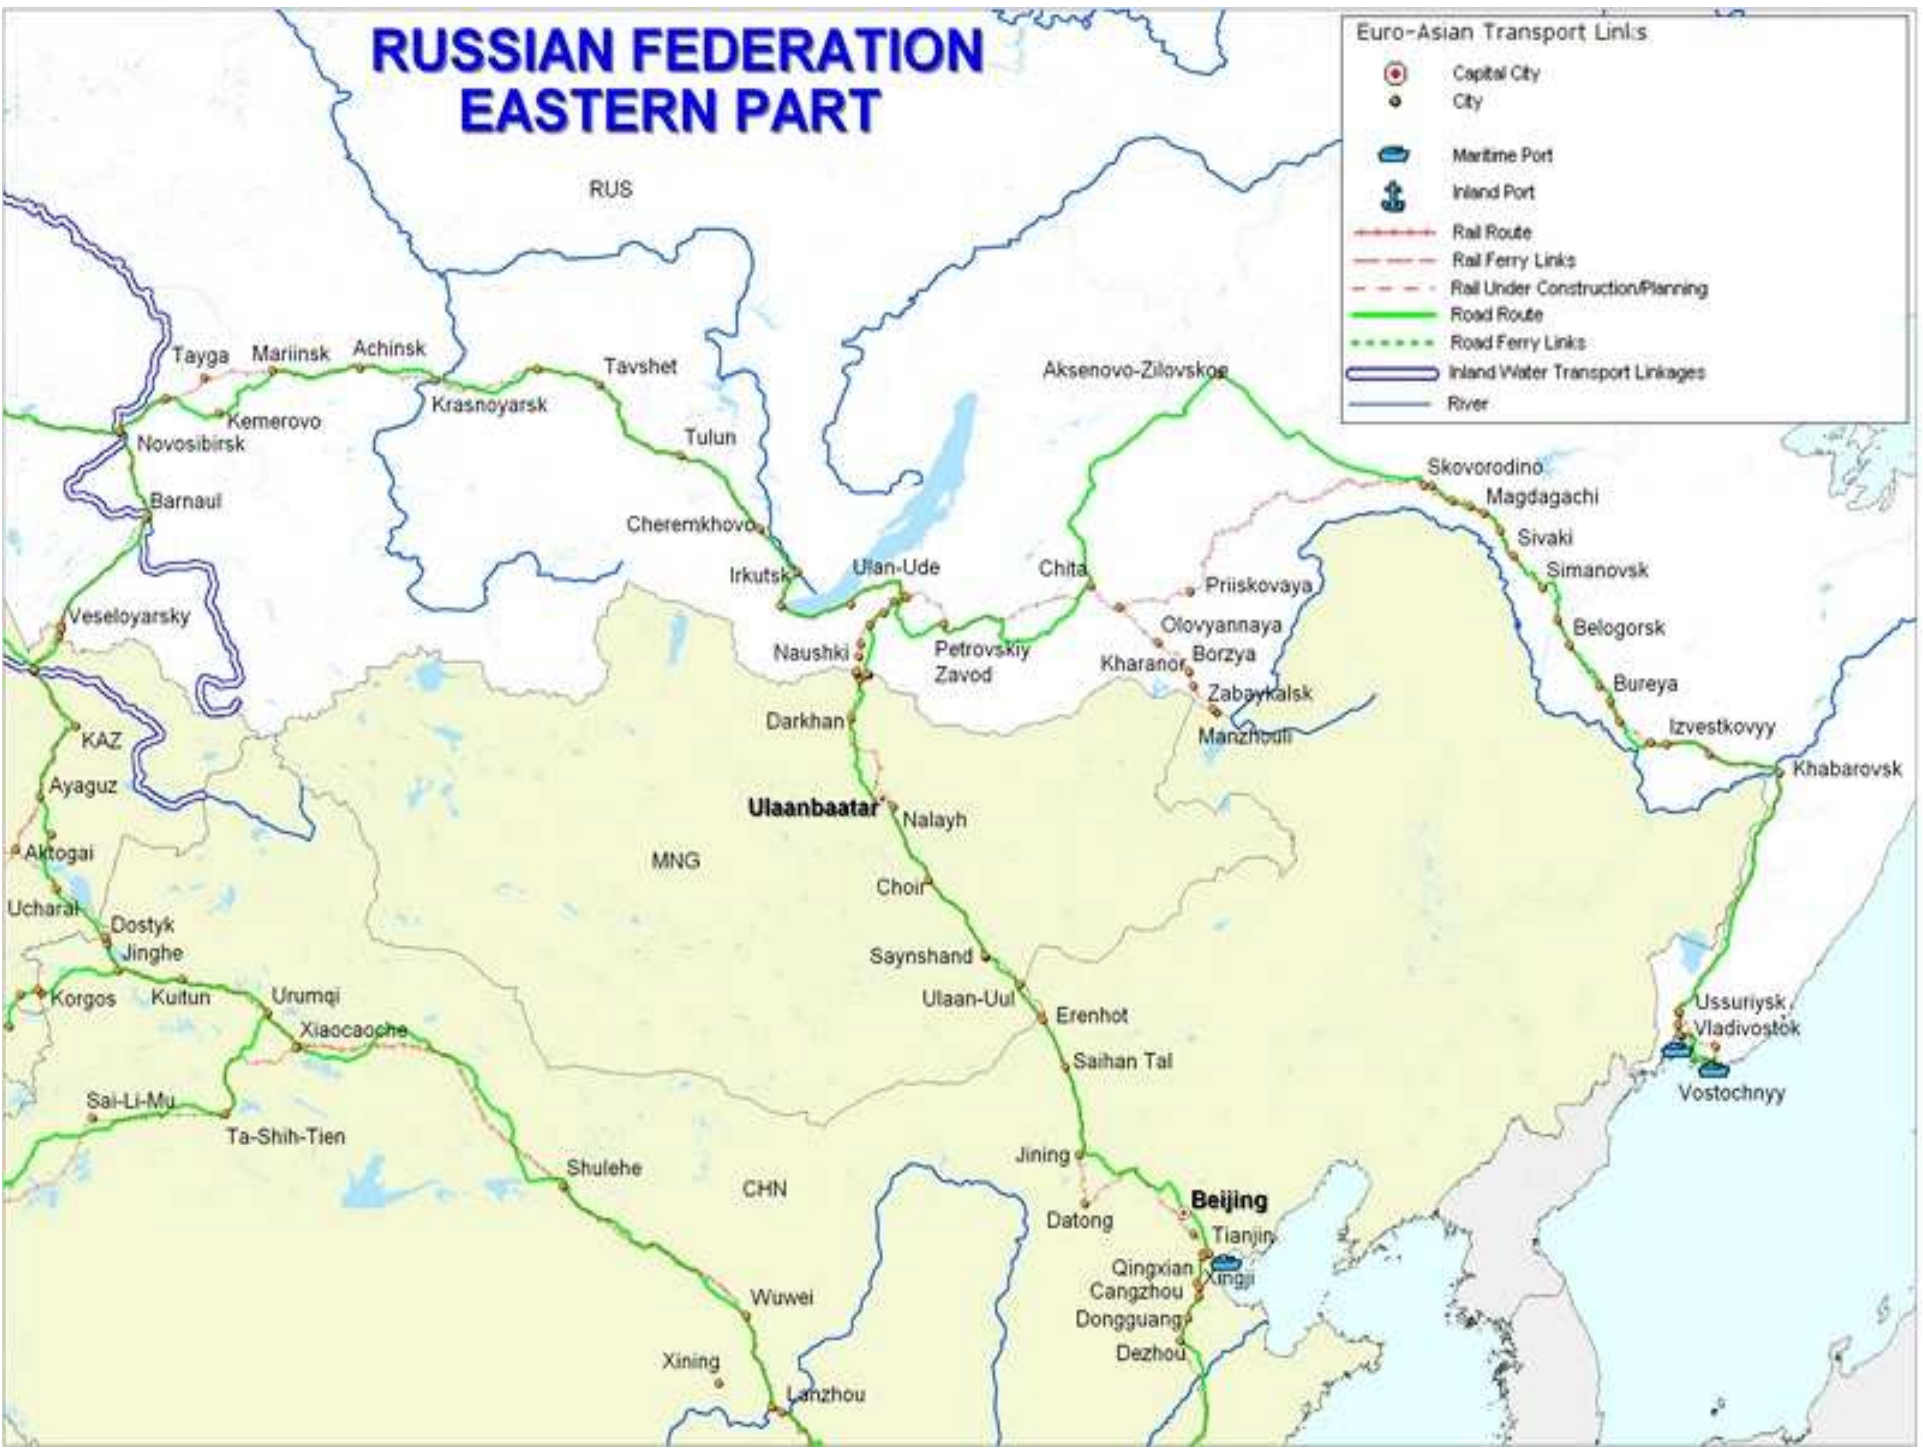 RUSSIAN FEDERATION
EASTERN PART
Euro-Asian Transport Links
Capital City
City
Maritime Port
Inland Port
Rail Route
Rail Ferry Links
Rail Under Construction/Planning
Road Route
Road Ferry Links
Inland Water Transport Linkages
River
RUS
Tayga
Mariinsk
Achinsk
Tavshet
Aksenovo-Zilovskoe
Krasnoyarsk
Kemerovo
Novosibirsk
Tulun
Skovorodino
Magdagachi
Barnaul
Cheremkhovo
Sivaki
Irkutsk
Ulan-Ude
Chita
Simanovsk
Priiskovaya
Veseloyarsky
Olovyannaya
Belogorsk
Naushki
Petrovskiy
Zavod
Kharanor
Borzya
Zabaykalsk
Bureya
Darkhan
Manzhouli
Izvestkovyy
KAZ
Khabarovsk
Ayaguz
Ulaanbaatar
Nalayh
Aktogai
MNG
Choir
Ucharal
Dostyk
Jinghe
Saynshand
Korgos
Kuitun
Urumqi
Ulaan-Uul
Erenhot
Ussuriysk
Xiaocaoche
Vladivostok
Saihan Tal
Vostochnyy
Sai-Li-Mu
Ta-Shih-Tien
Jining
Shulehe
CHN
Beijing
Datong
Tianjin
Qingxian
Xingji
Cangzhou
Wuwei
Dongguang
Dezhou
Xining
Lanzhou